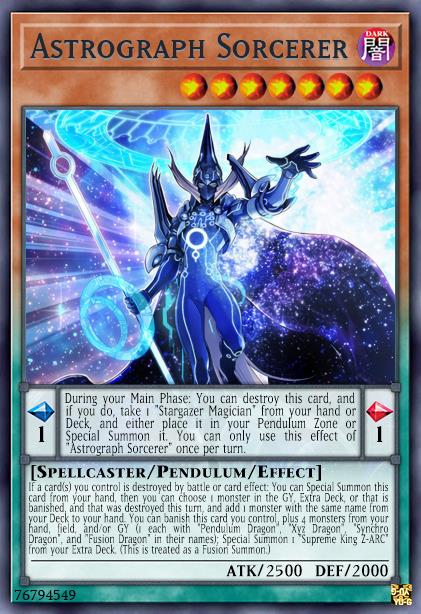 ASTROGRAPH SORCERER
DARK
闇
During your Main Phase: You can destroy this card, and
if you do, take 1 "Stargazer Magician" from your hand or
Deck, and either place it in your Pendulum Zone or
Special Summon it. You can only use this effect of
"Astrograph Sorcerer" once per turn.
1
1
[SPELLCASTER/PENDULUM/EFFECT]
If a card(s) you control is destroyed by battle or card effect: You can Special Summon
this card from your hand, then you can choose 1 monster in the GY, Extra Deck, or that is
banished, and that was destroyed this turn, and add 1 monster with the same name from
your Deck to your hand. You can banish this card you control, plus 4 monsters from your
hand, field, and/or GY (1 each with "Pendulum Dragon", "Xyz Dragon", "Synchro
Dragon", and "Fusion Dragon" in their names); Special Summon 1 "Supreme King Z-ARC"
from your Extra Deck. (This is treated as a Fusion Summon.)
ATK/2500 DEF/2000
76794549